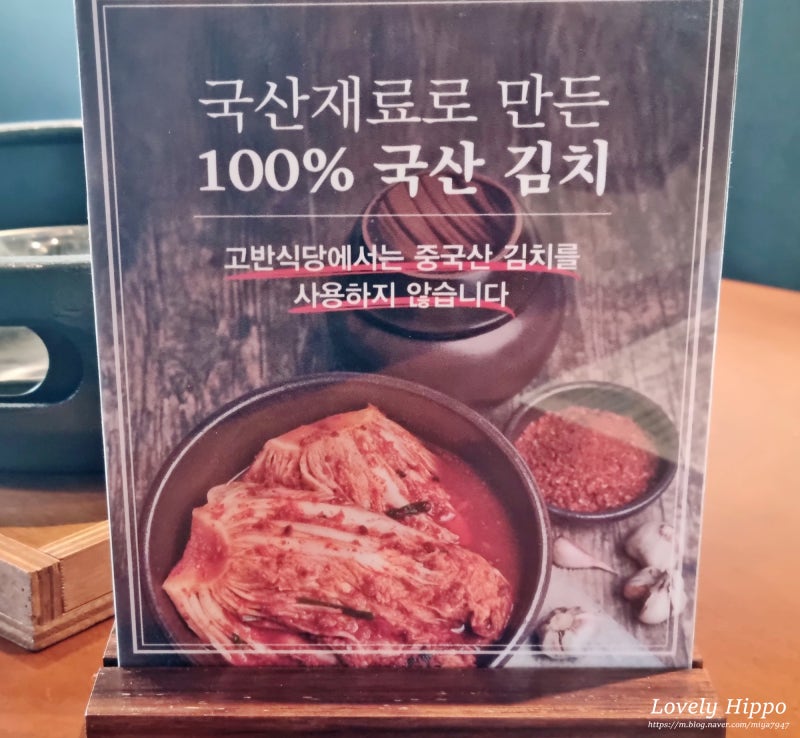 국산재료로 만든
100% 국산 김치
고반식당에서는 중국산 김치를
사용하지 않습니다
Lovely Hippo
https://m.blog.naver.com/miya7947